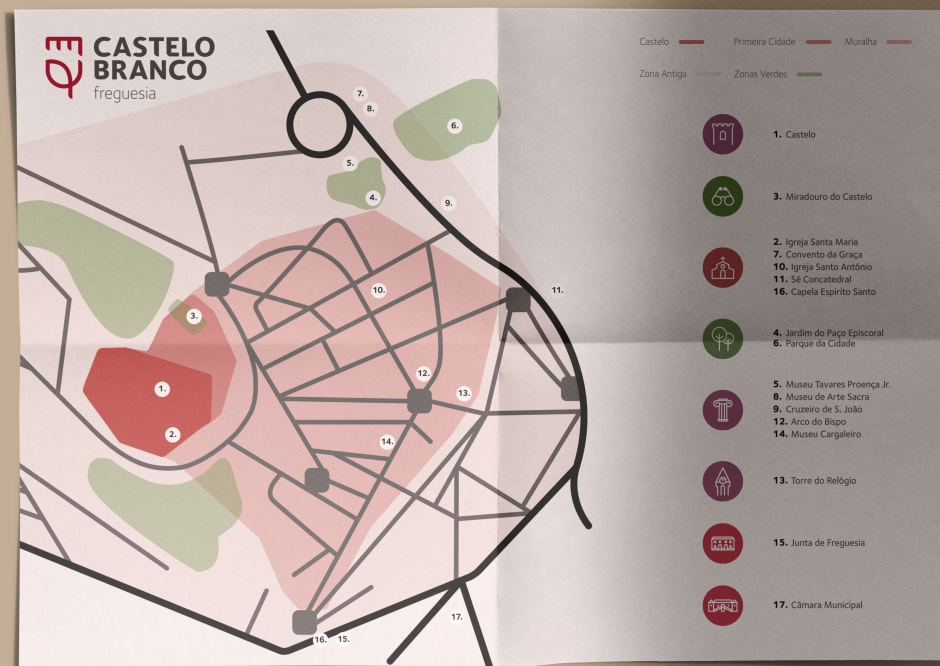 CASTELO
BRANCO
freguesia
Castelo
Primeira Cidade
Muralha
Zona Antiga
Zonas Verdes
1. Castelo
3. Miradouro do Castelo
2. Igreja Santa Maria
7. Convento da Graça
10. Igreja Santo António
11. Sé Concatedral
16. Capela Espirito Santo
4. Jardim do Paço Episcoral
6. Parque da Cidade
5. Museu Tavares Proença Jr.
8. Museu de Arte Sacra
9. Cruzeiro de S. João
12. Arco do Bispo
14. Museu Cargaleiro
13. Torre do Relógio
15. Junta de Freguesia
17. Câmara Municipal
7.
8.
6.
5.
4.
9.
10.
11.
3.
12.
1.
13.
2.
14.
16.
15.
17.